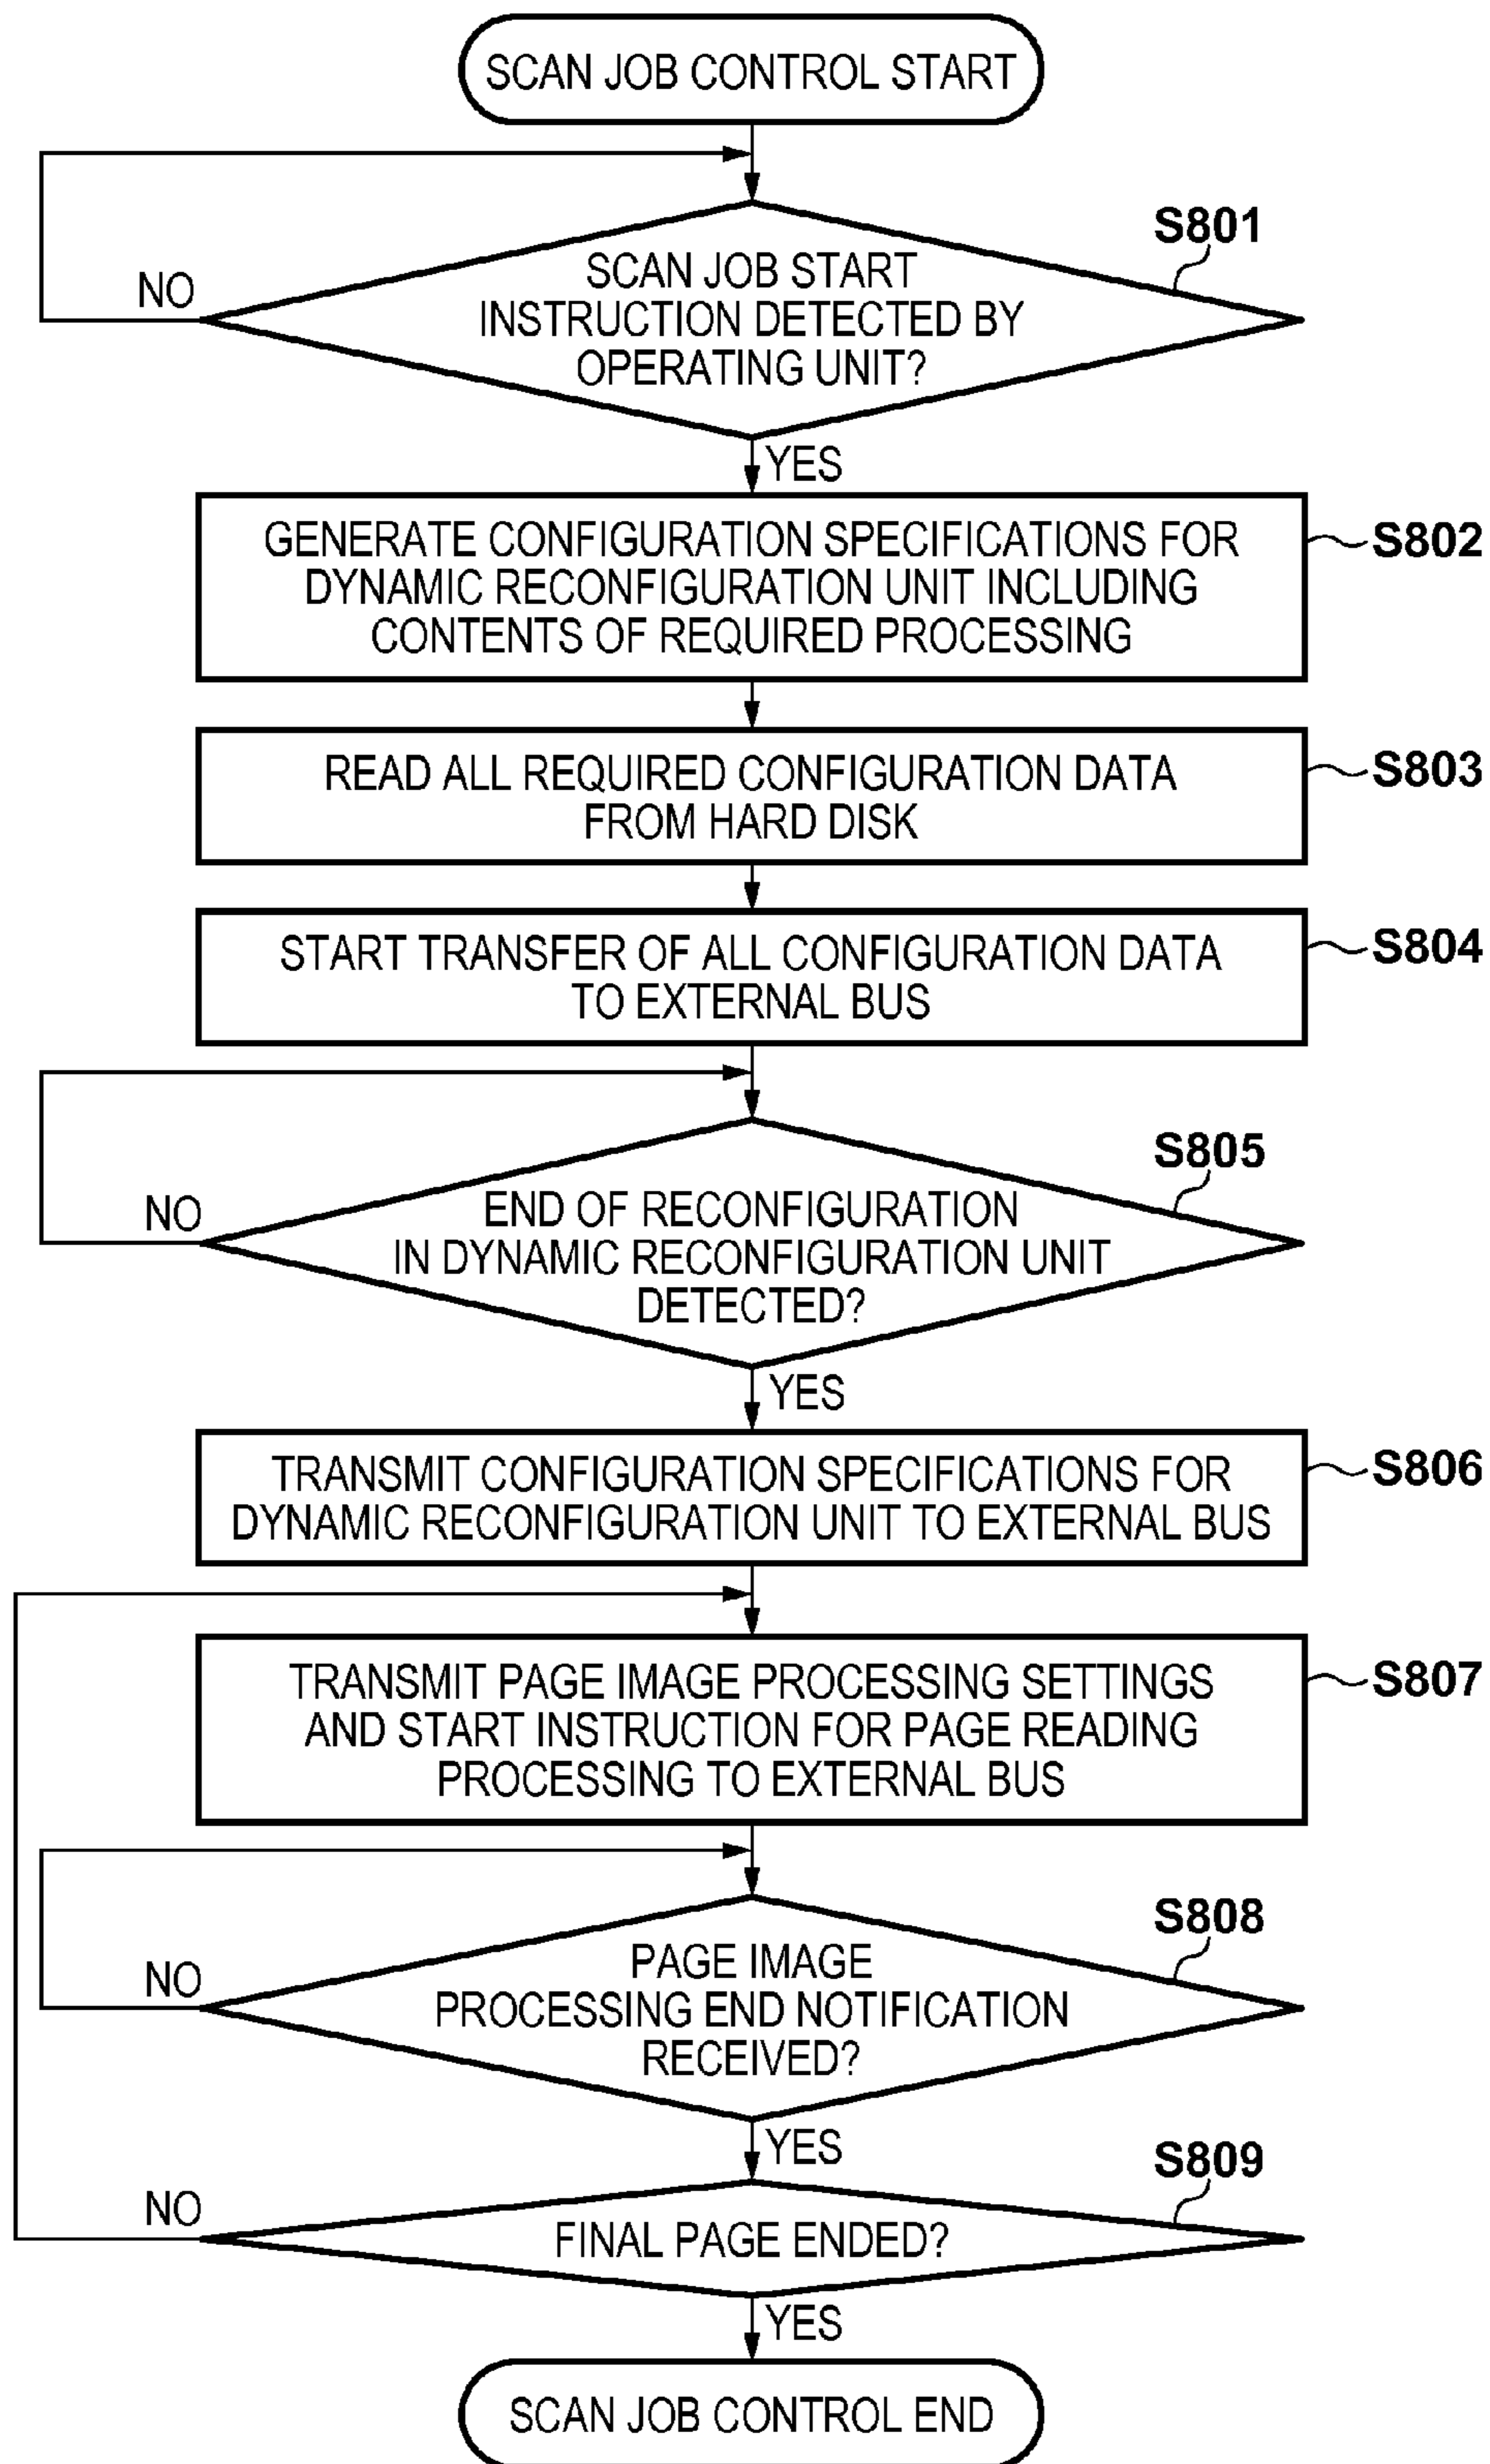 SCAN JOB CONTROL START
S801
NO
SCAN JOB START
INSTRUCTION DETECTED BY
OPERATING UNIT?
YES
GENERATE CONFIGURATION SPECIFICATIONS FOR
DYNAMIC RECONFIGURATION UNIT INCLUDING
CONTENTS OF REQUIRED PROCESSING
S802
READ ALL REQUIRED CONFIGURATION DATA
FROM HARD DISK
S803
START TRANSFER OF ALL CONFIGURATION DATA
TO EXTERNAL BUS
S804
S805
NO
END OF RECONFIGURATION
IN DYNAMIC RECONFIGURATION UNIT
DETECTED?
YES
TRANSMIT CONFIGURATION SPECIFICATIONS FOR
DYNAMIC RECONFIGURATION UNIT TO EXTERNAL BUS
S806
TRANSMIT PAGE IMAGE PROCESSING SETTINGS
AND START INSTRUCTION FOR PAGE READING
PROCESSING TO EXTERNAL BUS
S807
S808
NO
PAGE IMAGE
PROCESSING END NOTIFICATION
RECEIVED?
YES
S809
NO
FINAL PAGE ENDED?
YES
SCAN JOB CONTROL END